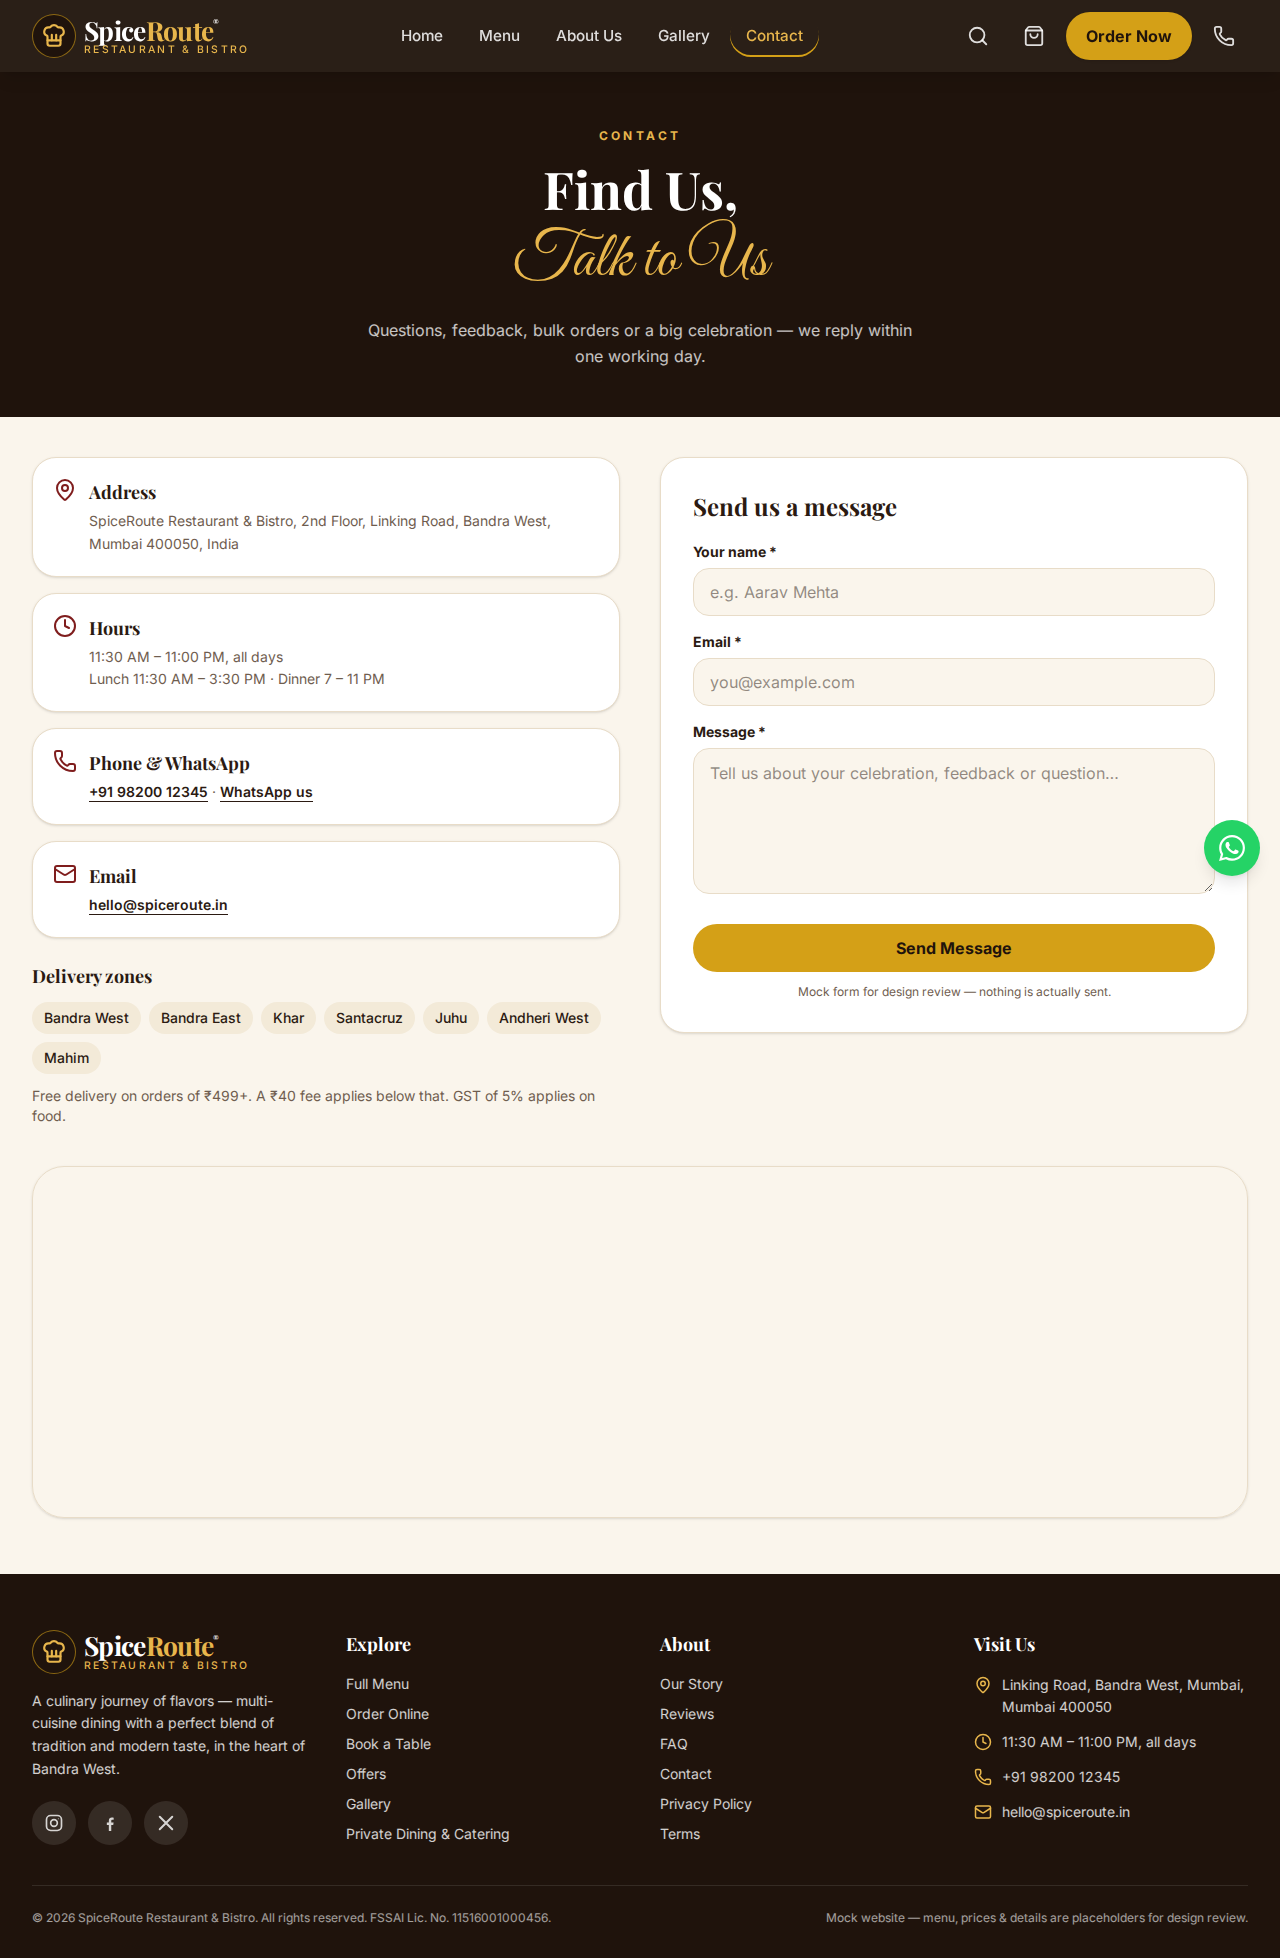 SpiceRoute®
RESTAURANT & BISTRO
Home
Menu
About Us
Gallery
Contact
Order Now
CONTACT
Find Us,
Talk to Us
Questions, feedback, bulk orders or a big celebration — we reply within
one working day.
Address
SpiceRoute Restaurant & Bistro, 2nd Floor, Linking Road, Bandra West,
Mumbai 400050, India
Hours
11:30 AM – 11:00 PM, all days
Lunch 11:30 AM – 3:30 PM · Dinner 7 – 11 PM
Phone & WhatsApp
+91 98200 12345 · WhatsApp us
Email
hello@spiceroute.in
Delivery zones
Bandra West
Bandra East
Khar
Santacruz
Juhu
Andheri West
Mahim
Free delivery on orders of ₹499+. A ₹40 fee applies below that. GST of 5% applies on
food.
Send us a message
Your name *
e.g. Aarav Mehta
Email *
you@example.com
Message *
Tell us about your celebration, feedback or question...
Send Message
Mock form for design review — nothing is actually sent.
SpiceRoute®
RESTAURANT & BISTRO
A culinary journey of flavors — multi-
cuisine dining with a perfect blend of
tradition and modern taste, in the heart of
Bandra West.
Explore
Full Menu
Order Online
Book a Table
Offers
Gallery
Private Dining & Catering
About
Our Story
Reviews
FAQ
Contact
Privacy Policy
Terms
Visit Us
Linking Road, Bandra West, Mumbai,
Mumbai 400050
11:30 AM – 11:00 PM, all days
+91 98200 12345
hello@spiceroute.in
© 2026 SpiceRoute Restaurant & Bistro. All rights reserved. FSSAI Lic. No. 11516001000456.
Mock website — menu, prices & details are placeholders for design review.